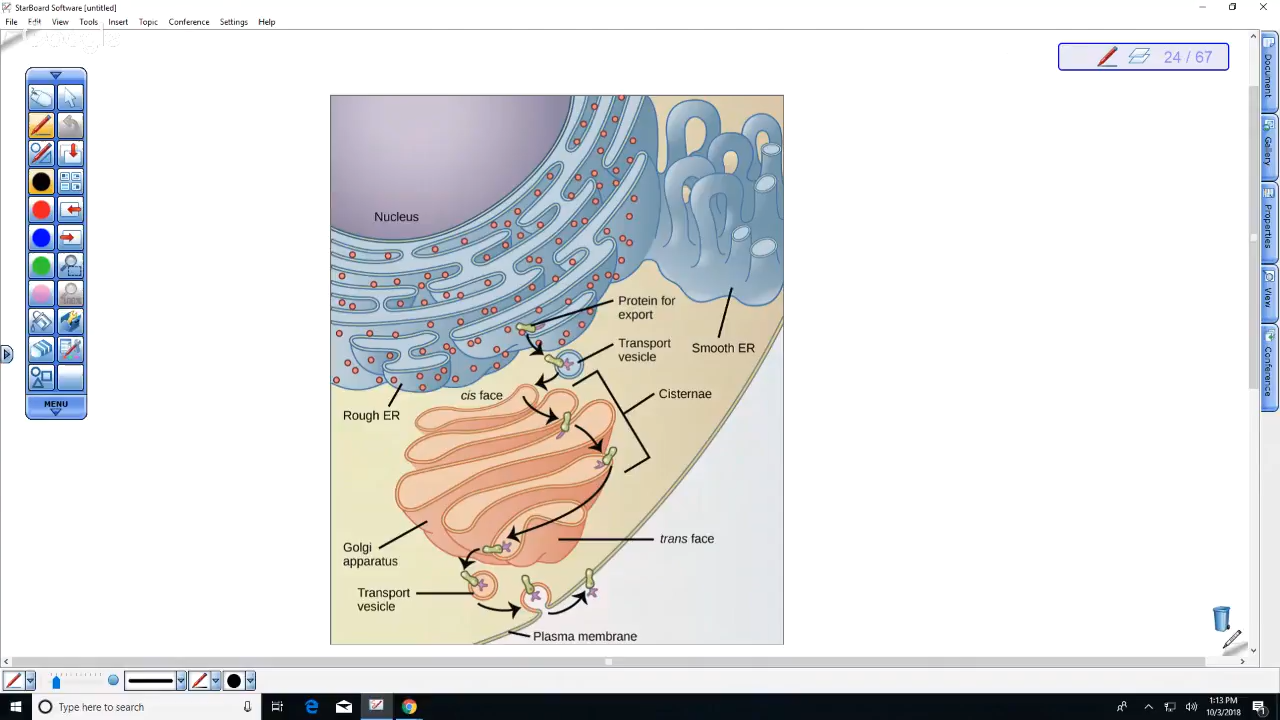 StarBoard Software [untitled]
File Edit View Tools Insert Topic Conference Settings Help
24 / 67
Document
Gallery
Properties
View
Conference
MENU
Nucleus
Protein for
export
Transport
vesicle
Smooth ER
cis face
Cisternae
Rough ER
trans face
Golgi
apparatus
Transport
vesicle
Plasma membrane
Type here to search
1:13 PM
10/3/2018